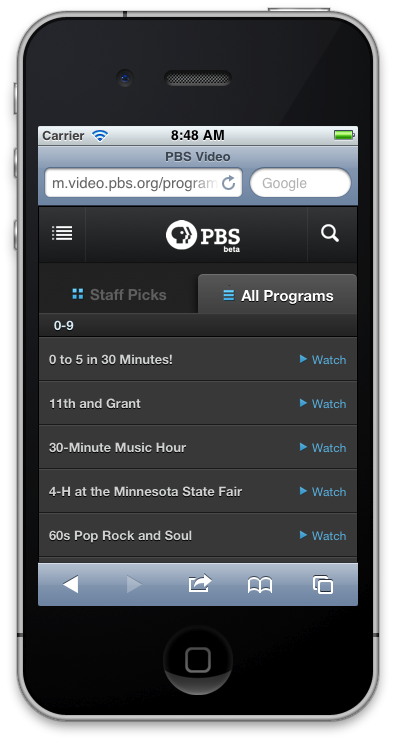 Carrier 8:48 AM
PBS Video
m.video.pbs.org/program Google
PBS
beta
Staff Picks All Programs
0-9
0 to 5 in 30 Minutes! Watch
11th and Grant Watch
30-Minute Music Hour Watch
4-H at the Minnesota State Fair Watch
60s Pop Rock and Soul Watch